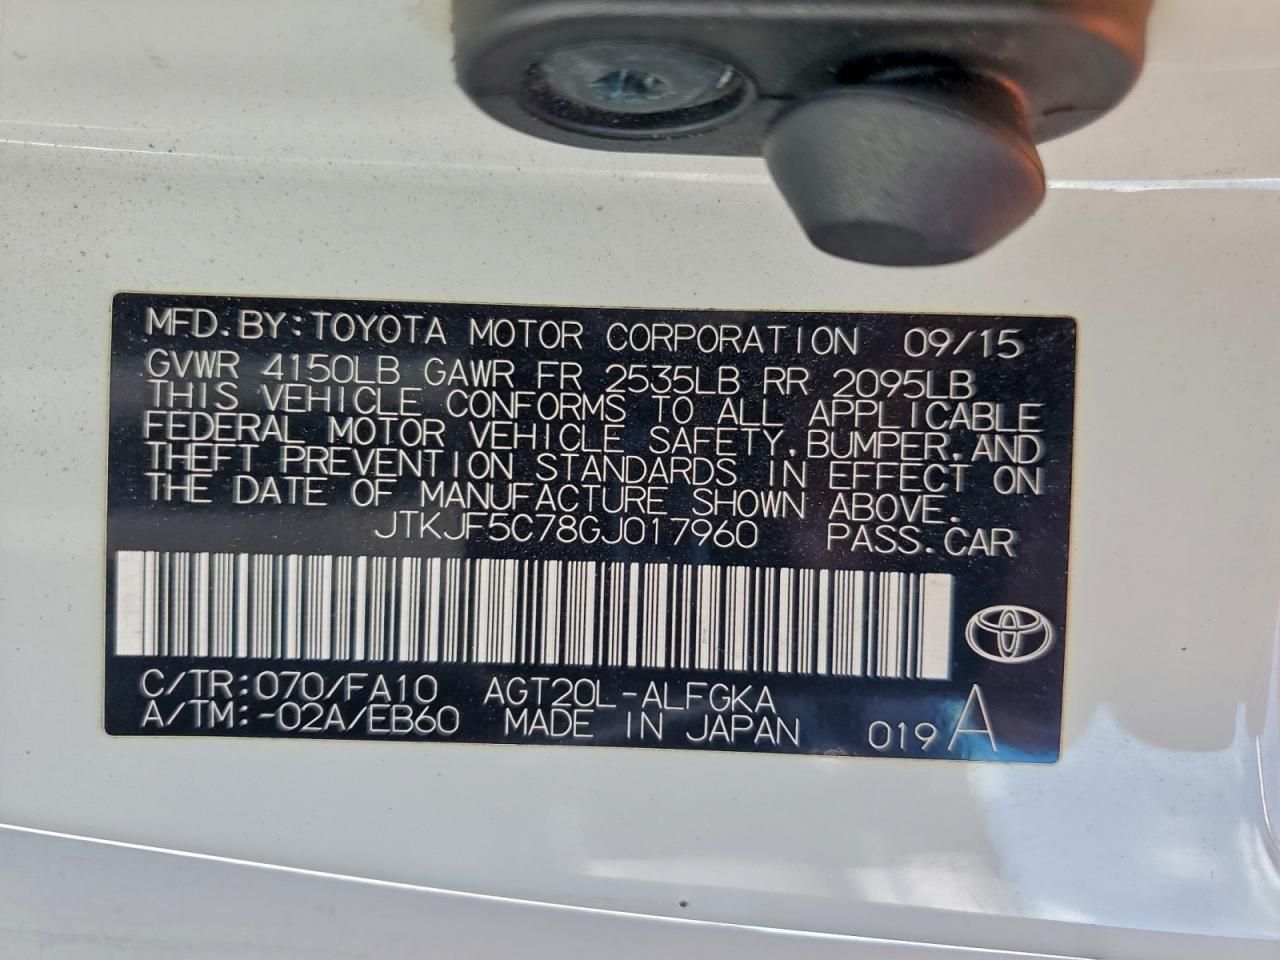 MFD.BY:TOYOTA MOTOR CORPORATION 09/15
GVWR 4150LB GAWR FR 2535LB RR 2095LB
THIS VEHICLE CONFORMS TO ALL APPLICABLE
FEDERAL MOTOR VEHICLE SAFETY,BUMPER,AND
THEFT PREVENTION STANDARDS IN EFFECT ON
THE DATE OF MANUFACTURE SHOWN ABOVE.
JTKJF5C78GJ017960 PASS.CAR
C/TR:070/FA10 AGT20L-ALFGKA
A/TM:-02A/EB60 MADE IN JAPAN 019A